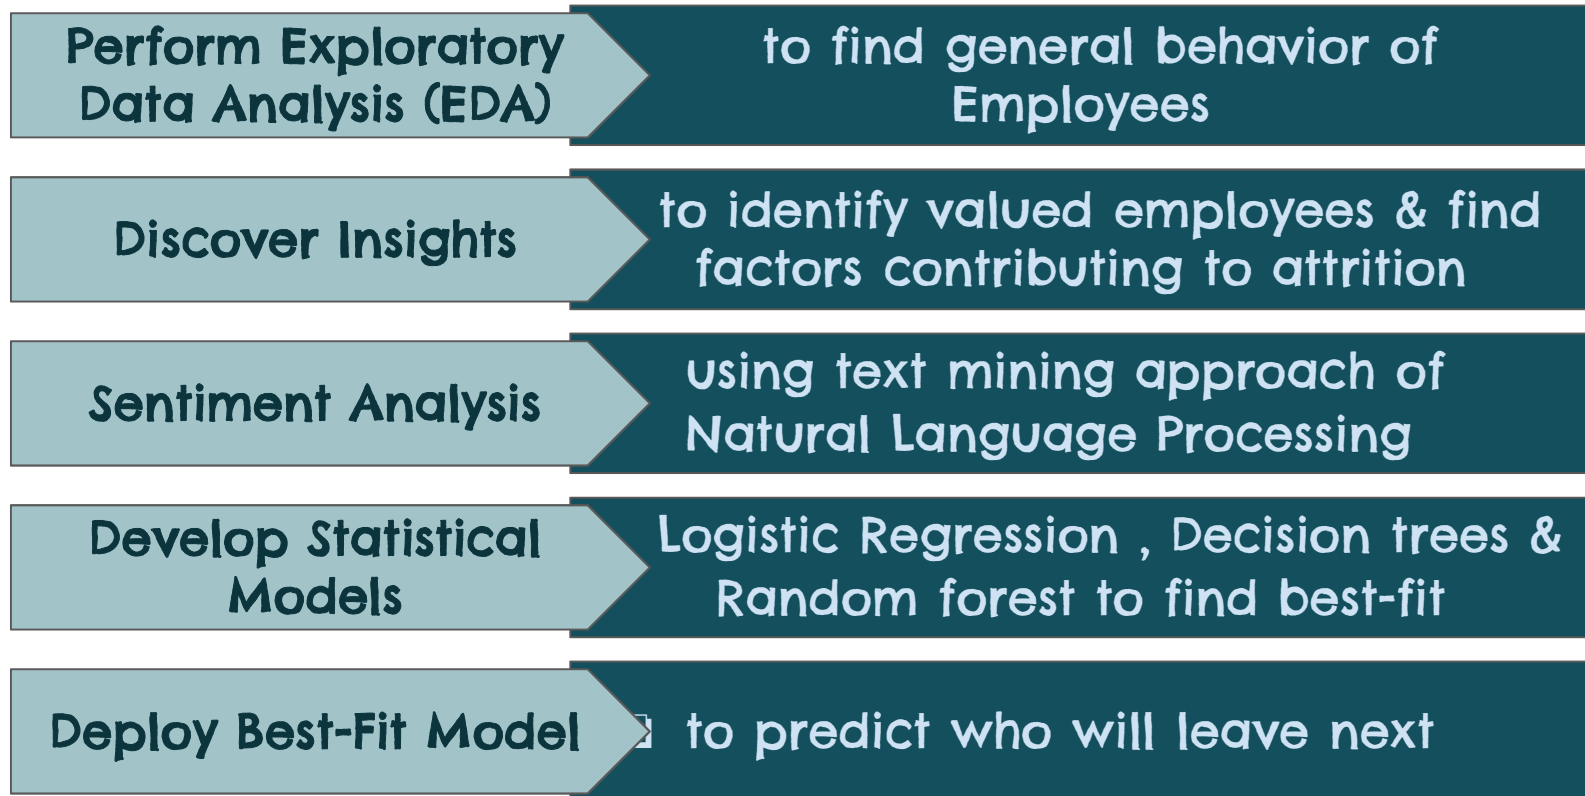 Perform Exploratory
Data Analysis (EDA)
to find general behavior of
Employees
Discover Insights
to identify valued employees & find
factors contributing to attrition
Sentiment Analysis
using text mining approach of
Natural Language Processing
Develop Statistical
Models
Logistic Regression , Decision trees &
Random forest to find best-fit
Deploy Best-Fit Model
to predict who will leave next